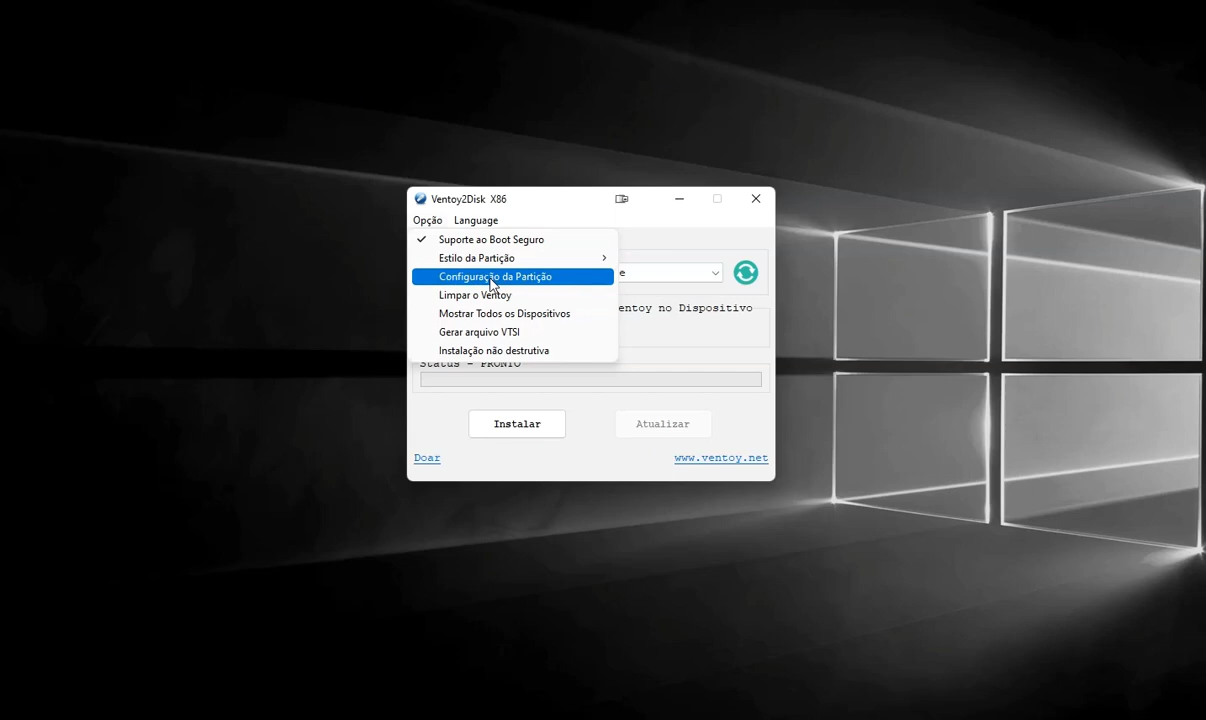 Ventoy2Disk X86
Opção Language
Suporte ao Boot Seguro
Estilo da Partição
Configuração da Partição
Limpar o Ventoy
Mostrar Todos os Dispositivos
Gerar arquivo VTSI
Instalação não destrutiva
e
entoy no Dispositivo
Status - PRONTO
Instalar Atualizar
Doar www.ventoy.net